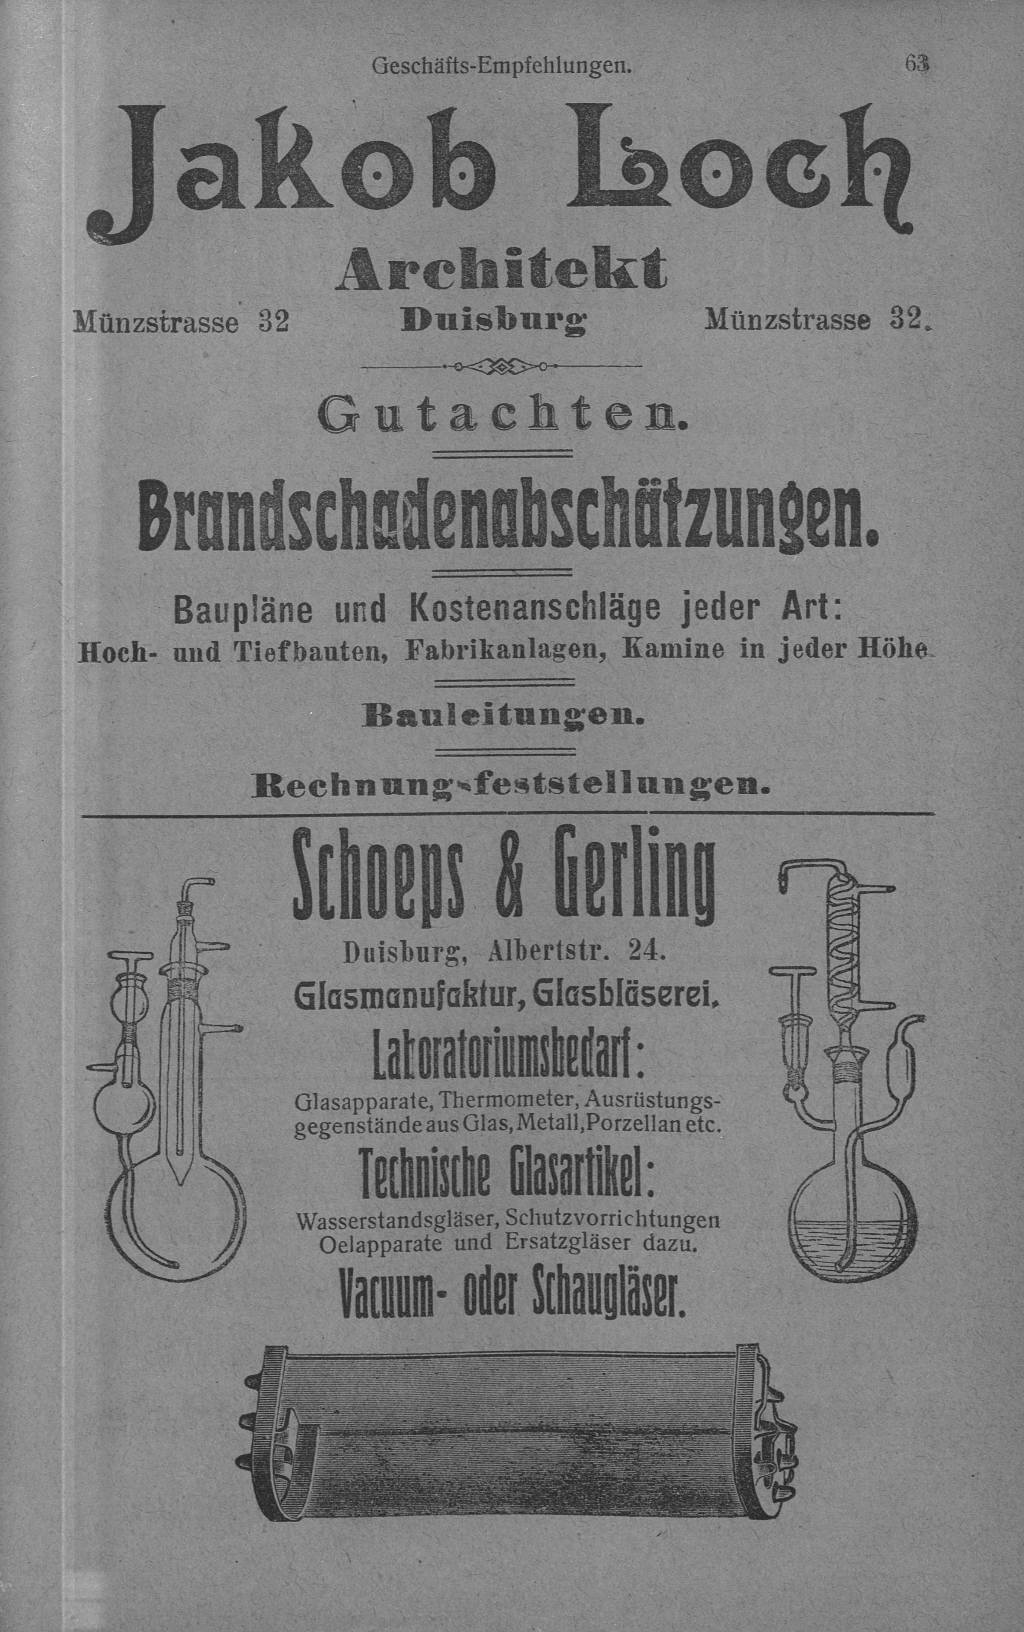 Geschäfts-Empfehlungen. 63
Jakob Loch
Architekt
Münzstrasse 32 Duisburg Münzstrasse 32.
Gutachten.
Brandschadenabschätzungen.
Baupläne und Kostenanschläge jeder Art:
Hoch- und Tiefbauten, Fabrikanlagen, Kamine in jeder Höhe.
Bauleitungen.
Rechnungsfeststellungen.
Schoeps & Gerling
Duisburg, Albertstr. 24.
Glasmanufaktur, Glasbläserei.
Laboratoriumsbedarf:
Glasapparate, Thermometer, Ausrüstungs-
gegenstände aus Glas, Metall, Porzellan etc.
Technische Glasartikel:
Wasserstandsgläser, Schutzvorrichtungen
Oelapparate und Ersatzgläser dazu.
Vacuum- oder Schaugläser.